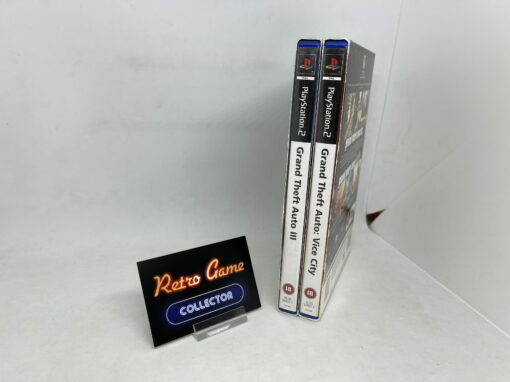 Retro Game
COLLECTOR
PlayStation 2
Grand Theft Auto III
18
PlayStation 2
Grand Theft Auto: Vice City
18